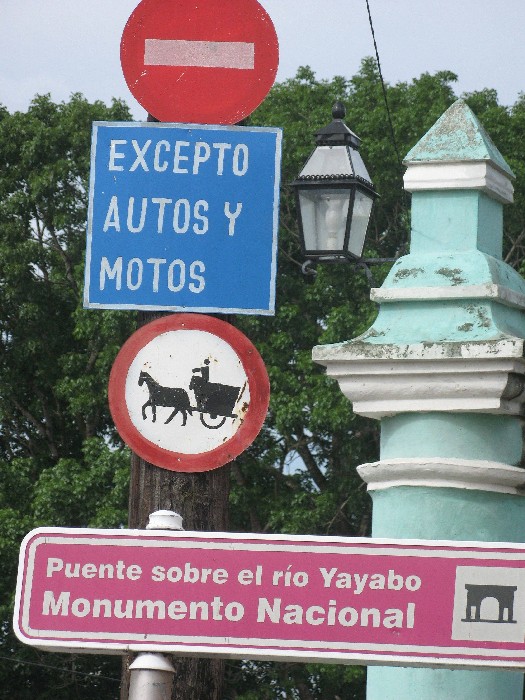 EXCEPTO
AUTOS Y
MOTOS
Puente sobre el río Yayabo
Monumento Nacional